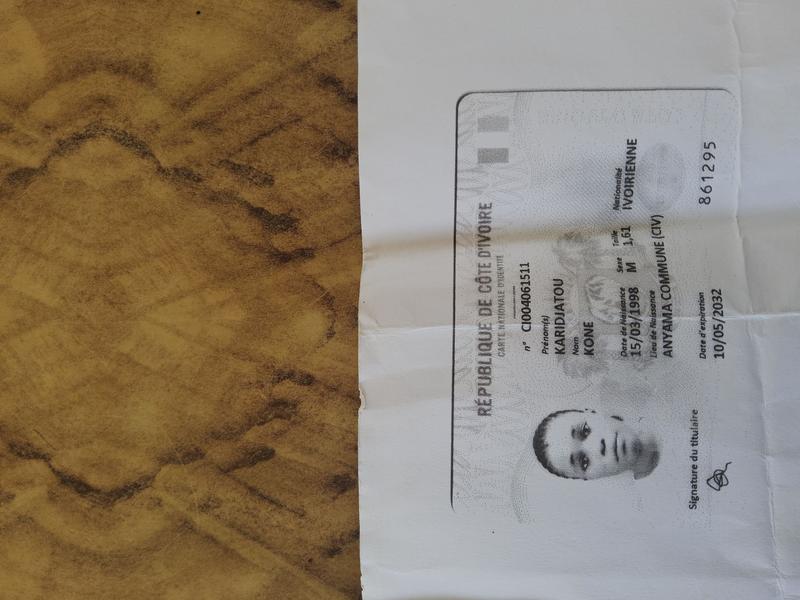 RÉPUBLIQUE DE CÔTE D'IVOIRE
CARTE NATIONALE D'IDENTITÉ
n° CI004061511
Prénom(s)
KARIDJATOU
Nom
KONE
Date de Naissance Sexe Taille Nationalité
15/03/1998 M 1,61 IVOIRIENNE
Lieu de Naissance
ANYAMA COMMUNE (CIV)
Signature du titulaire
Date d'expiration
10/05/2032
861295